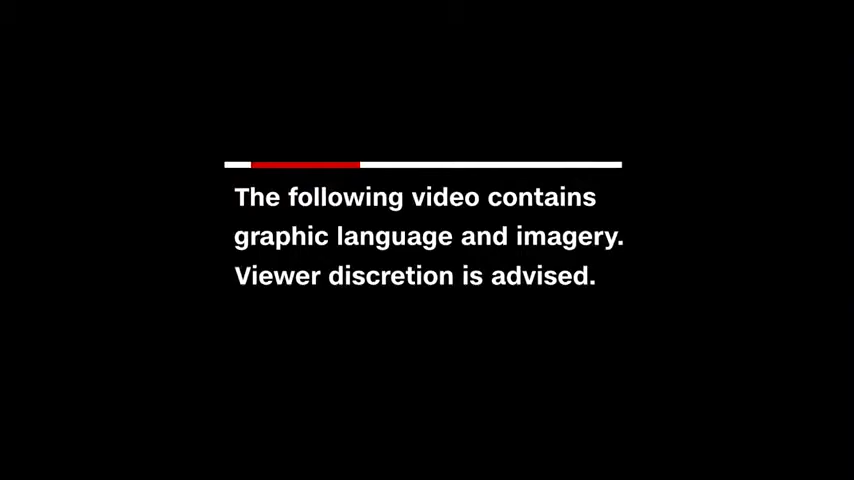 The following video contains
graphic language and imagery.
Viewer discretion is advised.